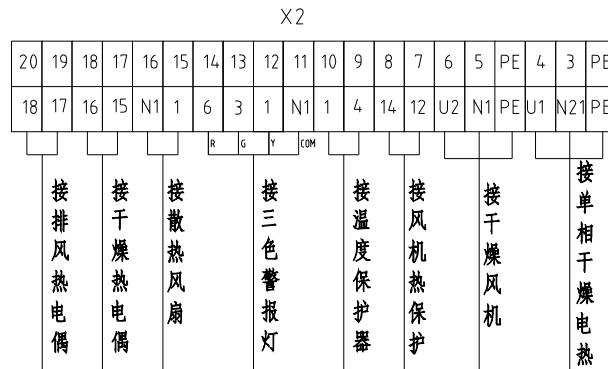 X2
20 19 18 17 16 15 14 13 12 11 10 9 8 7 6 5 PE 4 3 PE
18 17 16 15 N1 1 6 3 1 N1 1 4 14 12 U2 N1 PE U1 N21 PE
R G Y COM
接排风热电偶
接干燥热电偶
接散热风扇
接三色警报灯
接温度保护器
接风机热保护
接干燥风机
接单相干燥电热